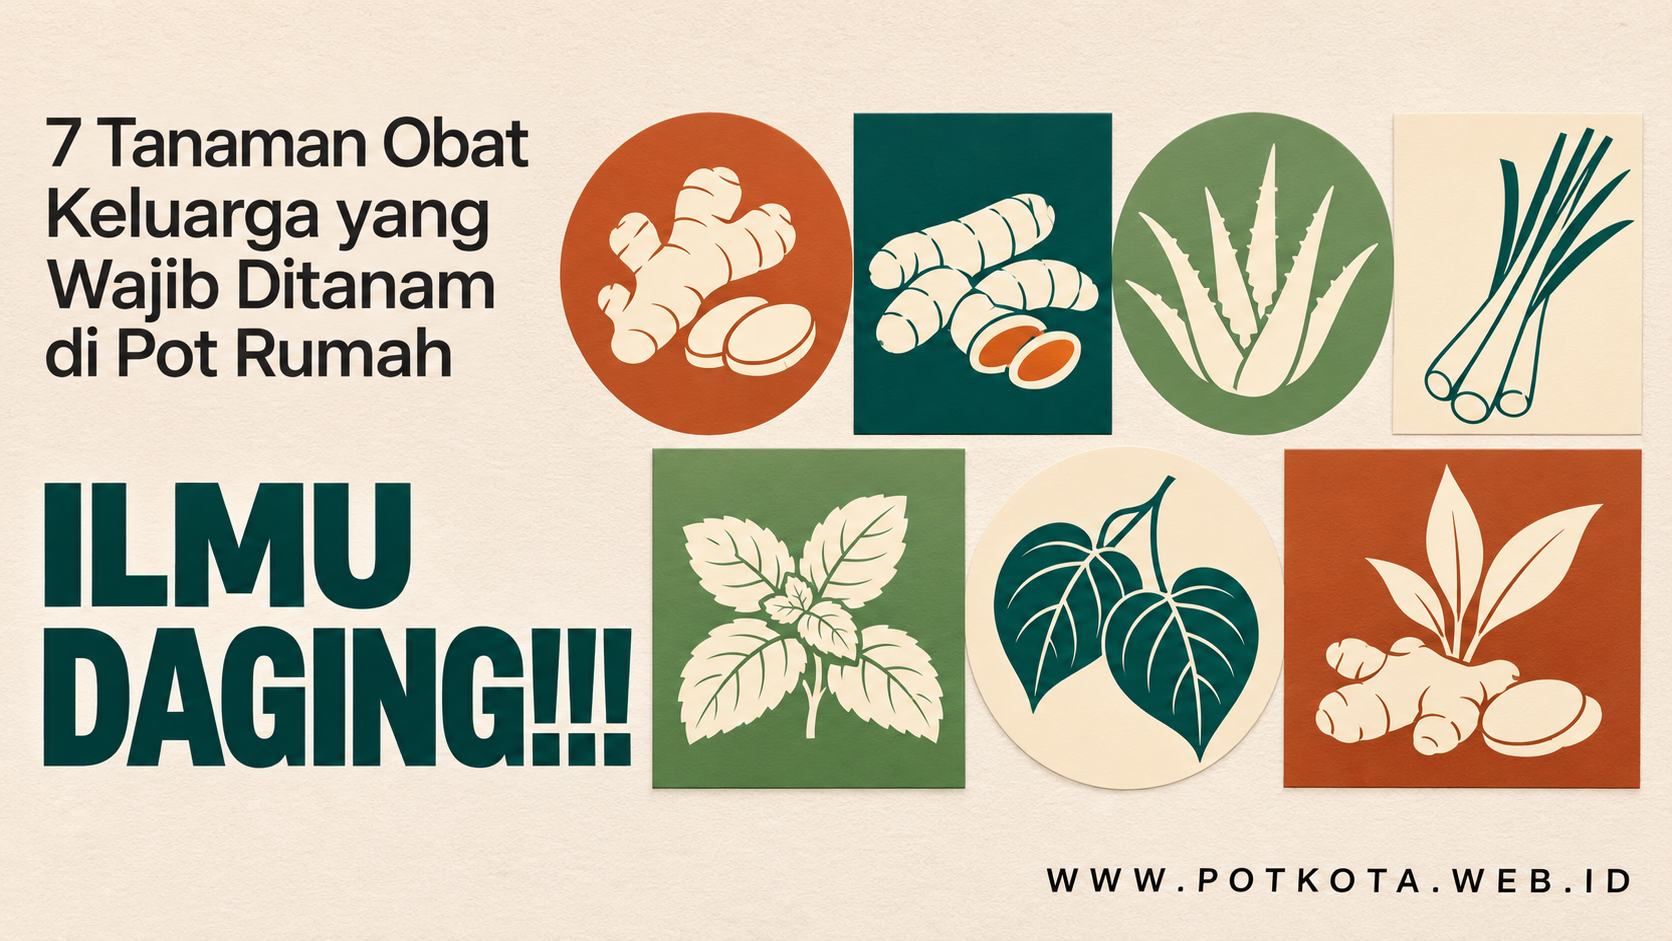 7 Tanaman Obat
Keluarga yang
Wajib Ditanam
di Pot Rumah
ILMU
DAGING!!!
WWW.POTKOTA.WEB.ID